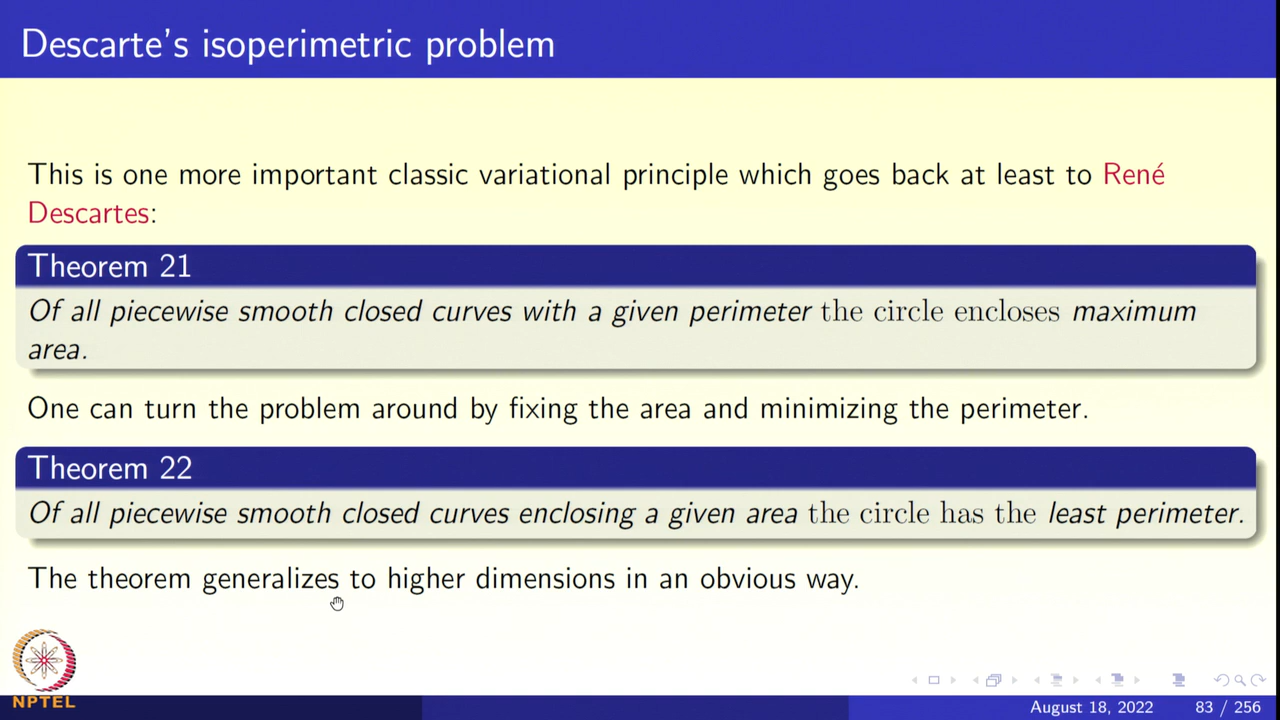 Descarte's isoperimetric problem
This is one more important classic variational principle which goes back at least to René
Descartes:
Theorem 21
Of all piecewise smooth closed curves with a given perimeter the circle encloses maximum
area.
One can turn the problem around by fixing the area and minimizing the perimeter.
Theorem 22
Of all piecewise smooth closed curves enclosing a given area the circle has the least perimeter.
The theorem generalizes to higher dimensions in an obvious way.
NPTEL
August 18, 2022 83 / 256